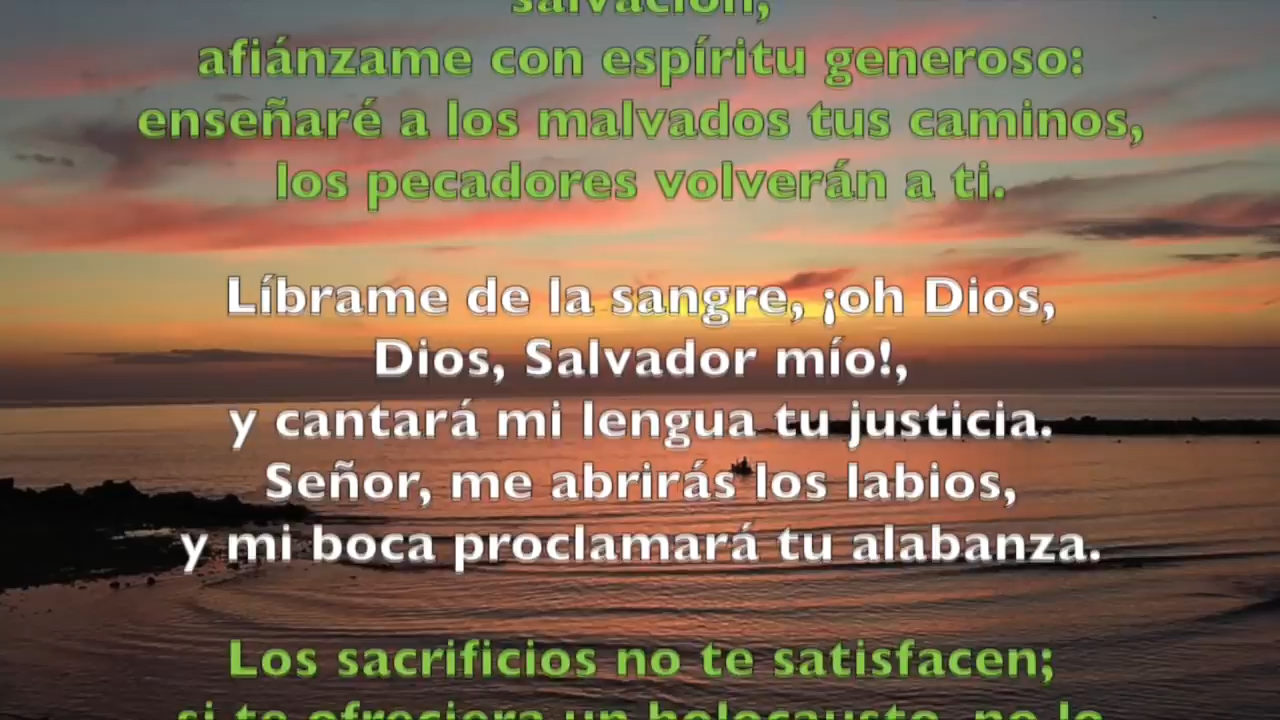 salvación,
afiánzame con espíritu generoso:
enseñaré a los malvados tus caminos,
los pecadores volverán a ti.
Líbrame de la sangre, ¡oh Dios,
Dios, Salvador mío!,
y cantará mi lengua tu justicia.
Señor, me abrirás los labios,
y mi boca proclamará tu alabanza.
Los sacrificios no te satisfacen;
si te ofreciera un holocausto, no lo